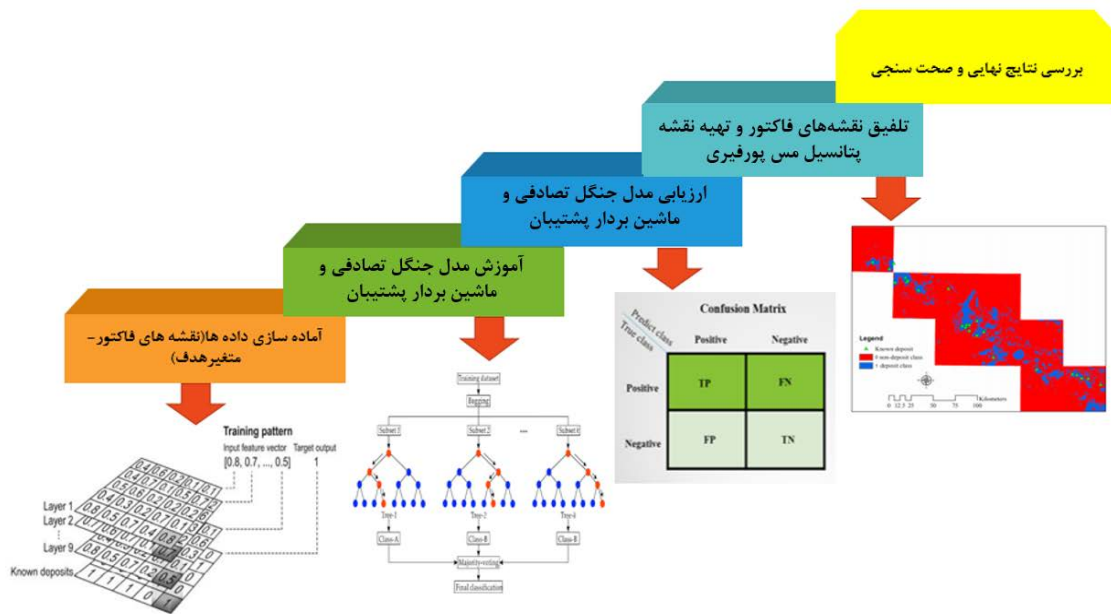 بررسی نتایج نهایی و صحت سنجی
تلفیق نقشه‌های فاکتور و تهیه نقشه
پتانسیل مس پورفیری
ارزیابی مدل جنگل تصادفی و
ماشین بردار پشتیبان
آموزش مدل جنگل تصادفی و
ماشین بردار پشتیبان
آماده سازی داده ها(نقشه های فاکتور-
متغیرهدف)
Training pattern
Input feature vector Target output
[0.8, 0.7, ..., 0.5] 1
Layer 1
Layer 2
Layer 9
Known deposits
1 1 1 0 1
Training dataset
Bagging
Subset 1
Subset 2
...
Subset k
Tree-1
Tree-2
Tree-k
Class-A
Class-B
Class-B
Majority-voting
Final classification
Confusion Matrix
Predict class
True class
Positive
Negative
Positive
TP
FN
Negative
FP
TN
Legend
Known deposit
non-deposit class
deposit class
0 12.5 25 50 75 100
Kilometers